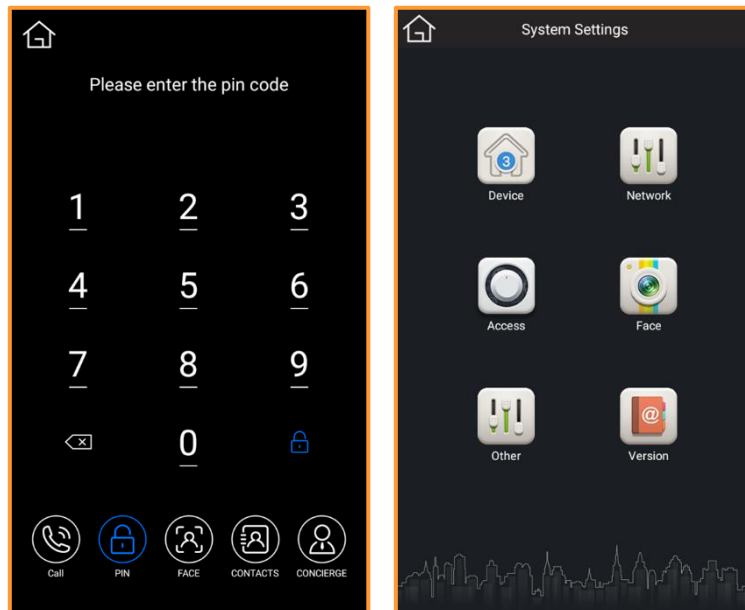 Please enter the pin code
1 2 3
4 5 6
7 8 9
0
Call PIN FACE CONTACTS CONCIERGE
System Settings
3
Device Network
Access Face
@
Other Version